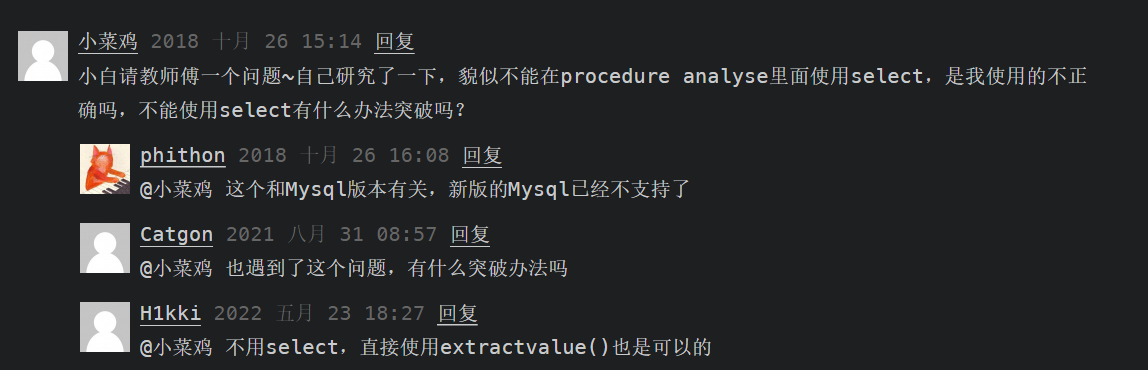 小菜鸡 2018 十月 26 15:14 回复
小白请教师傅一个问题~自己研究了一下，貌似不能在procedure analyse里面使用select，是我使用的不正
确吗，不能使用select有什么办法突破吗？
phithon 2018 十月 26 16:08 回复
@小菜鸡 这个和Mysql版本有关，新版的Mysql已经不支持了
Catgon 2021 八月 31 08:57 回复
@小菜鸡 也遇到了这个问题，有什么突破办法吗
H1kki 2022 五月 23 18:27 回复
@小菜鸡 不用select，直接使用extractvalue()也是可以的